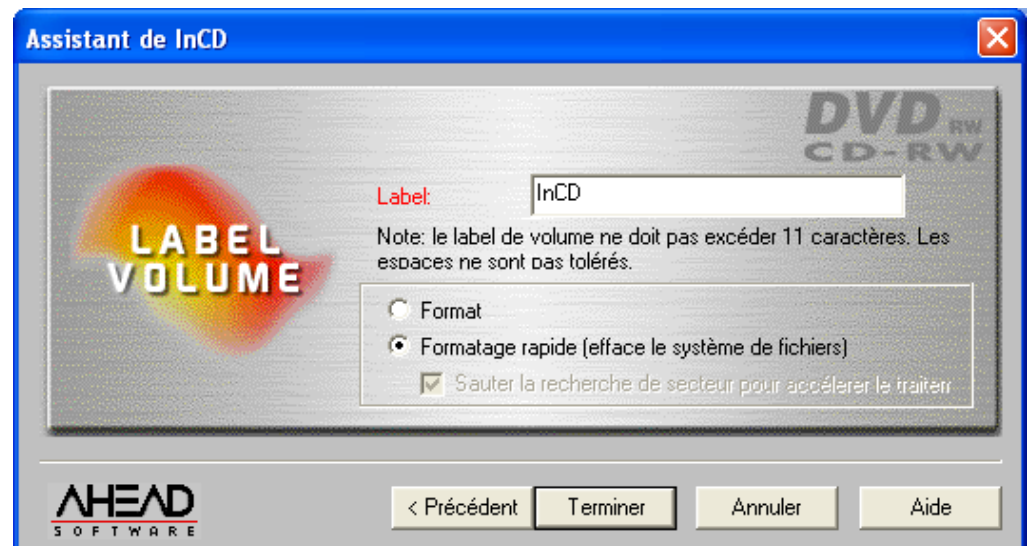 Assistant de InCD
DVD RW
CD-RW
LABEL
VOLUME
Label:
InCD
Note: le label de volume ne doit pas excéder 11 caractères. Les
espaces ne sont pas tolérés.
Format
Formatage rapide (efface le système de fichiers)
Sauter la recherche de secteur pour accélerer le traitem
AHEAD
SOFTWARE
< Précédent
Terminer
Annuler
Aide